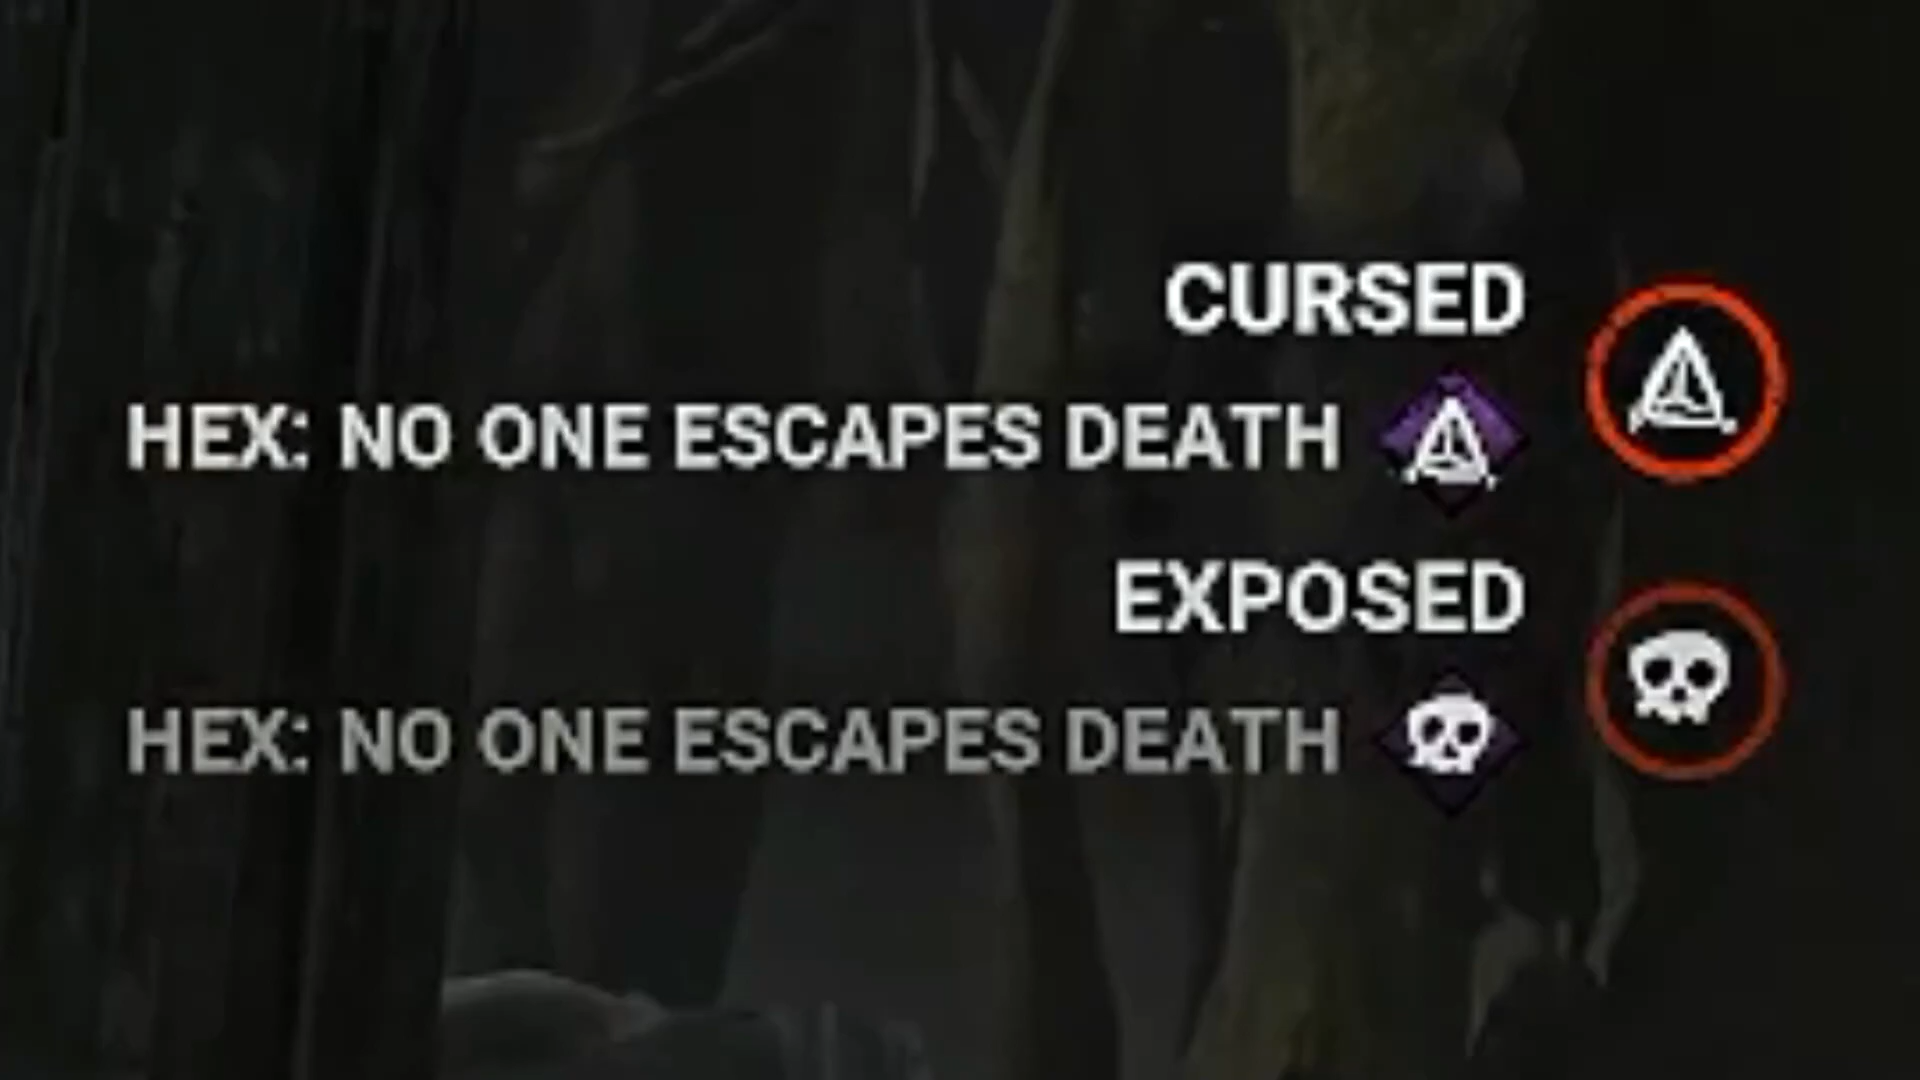 CURSED
HEX: NO ONE ESCAPES DEATH
EXPOSED
HEX: NO ONE ESCAPES DEATH